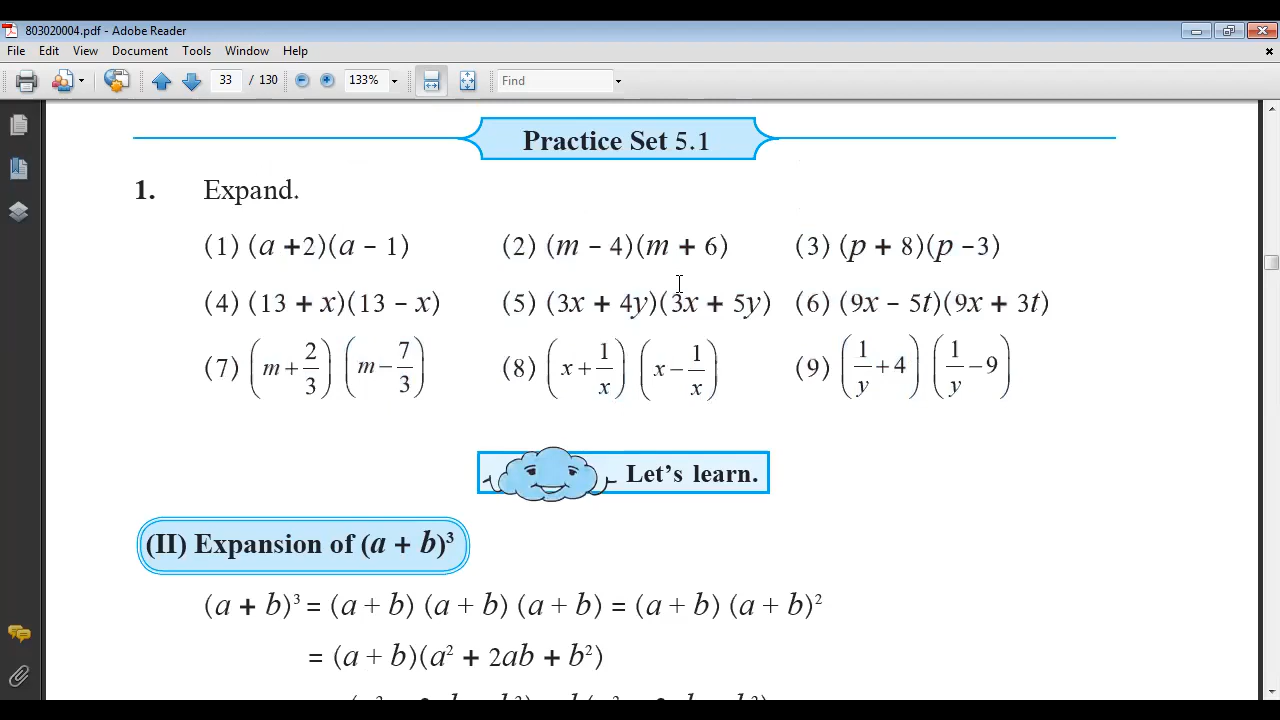 803020004.pdf - Adobe Reader
File Edit View Document Tools Window Help
33 / 130 133% Find
Practice Set 5.1
1. Expand.
(1) (a +2)(a − 1) (2) (m − 4)(m + 6) (3) (p + 8)(p −3)
(4) (13 + x)(13 − x) (5) (3x + 4y)(3x + 5y) (6) (9x − 5t)(9x + 3t)
(7) (m + 2/3) (m − 7/3) (8) (x + 1/x) (x − 1/x) (9) (1/y + 4) (1/y − 9)
Let's learn.
(II) Expansion of (a + b)³
(a + b)³ = (a + b) (a + b) (a + b) = (a + b) (a + b)²
= (a + b)(a² + 2ab + b²)